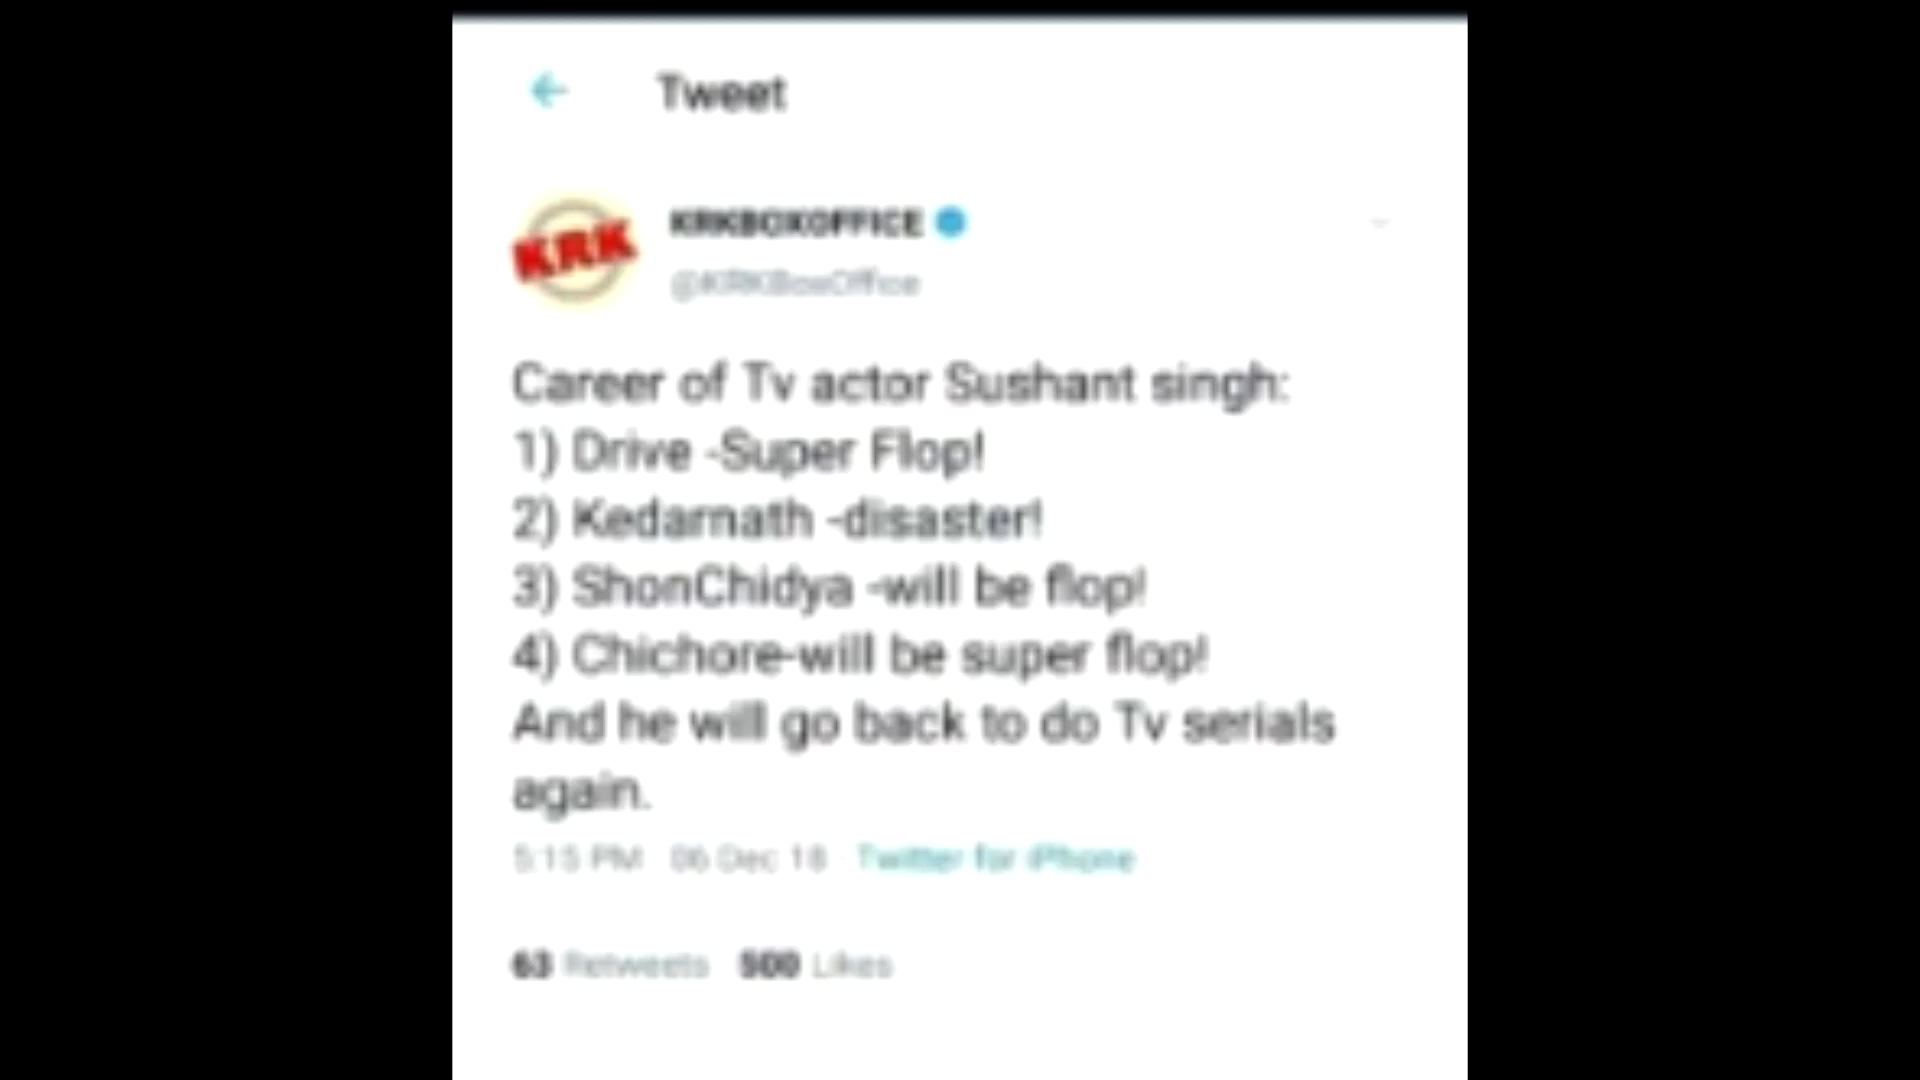 Tweet
KRK
KRKBOXOFFICE
@KRKBoxOffice
Career of Tv actor Sushant singh:
1) Drive -Super Flop!
2) Kedarnath -disaster!
3) ShonChidya -will be flop!
4) Chichore-will be super flop!
And he will go back to do Tv serials
again.
5:15 PM 06 Dec 18 · Twitter for iPhone
63 Retweets 500 Likes